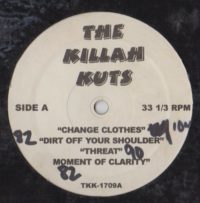 THE
KILLAH
KUTS
SIDE A 33 1/3 RPM
"CHANGE CLOTHES"
82 "DIRT OFF YOUR SHOULDER"
"THREAT" 90
MOMENT OF CLARITY"
82
TKK-1709A